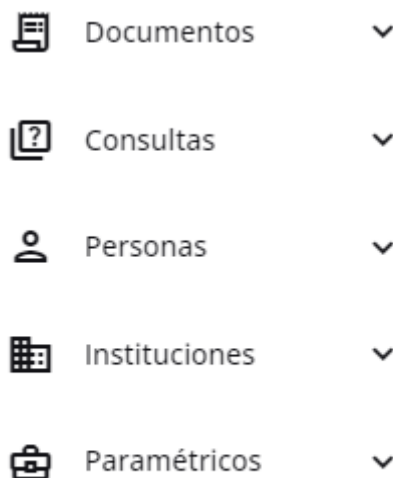 Documentos
Consultas
Personas
Instituciones
Paramétricos